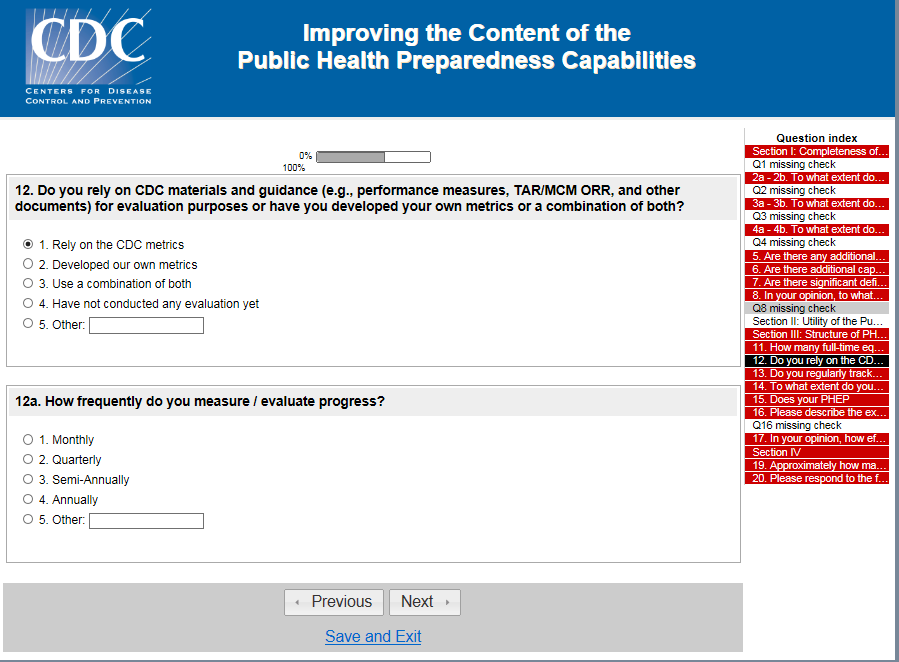 CDC
CENTERS FOR DISEASE
CONTROL AND PREVENTION
Improving the Content of the
Public Health Preparedness Capabilities
0%
100%
12. Do you rely on CDC materials and guidance (e.g., performance measures, TAR/MCM ORR, and other
documents) for evaluation purposes or have you developed your own metrics or a combination of both?
1. Rely on the CDC metrics
2. Developed our own metrics
3. Use a combination of both
4. Have not conducted any evaluation yet
5. Other:
12a. How frequently do you measure / evaluate progress?
1. Monthly
2. Quarterly
3. Semi-Annually
4. Annually
5. Other:
Previous
Next
Save and Exit
Question index
Section I: Completeness of...
Q1 missing check
2a - 2b. To what extent do...
Q2 missing check
3a - 3b. To what extent do...
Q3 missing check
4a - 4b. To what extent do...
Q4 missing check
5. Are there any additional...
6. Are there additional cap...
7. Are there significant defi...
8. In your opinion, to what...
Q8 missing check
Section II: Utility of the Pu...
Section III: Structure of PH...
11. How many full-time eq...
12. Do you rely on the CD...
13. Do you regularly track...
14. To what extent do you...
15. Does your PHEP
16. Please describe the ex...
Q16 missing check
17. In your opinion, how ef...
Section IV
19. Approximately how ma...
20. Please respond to the f...